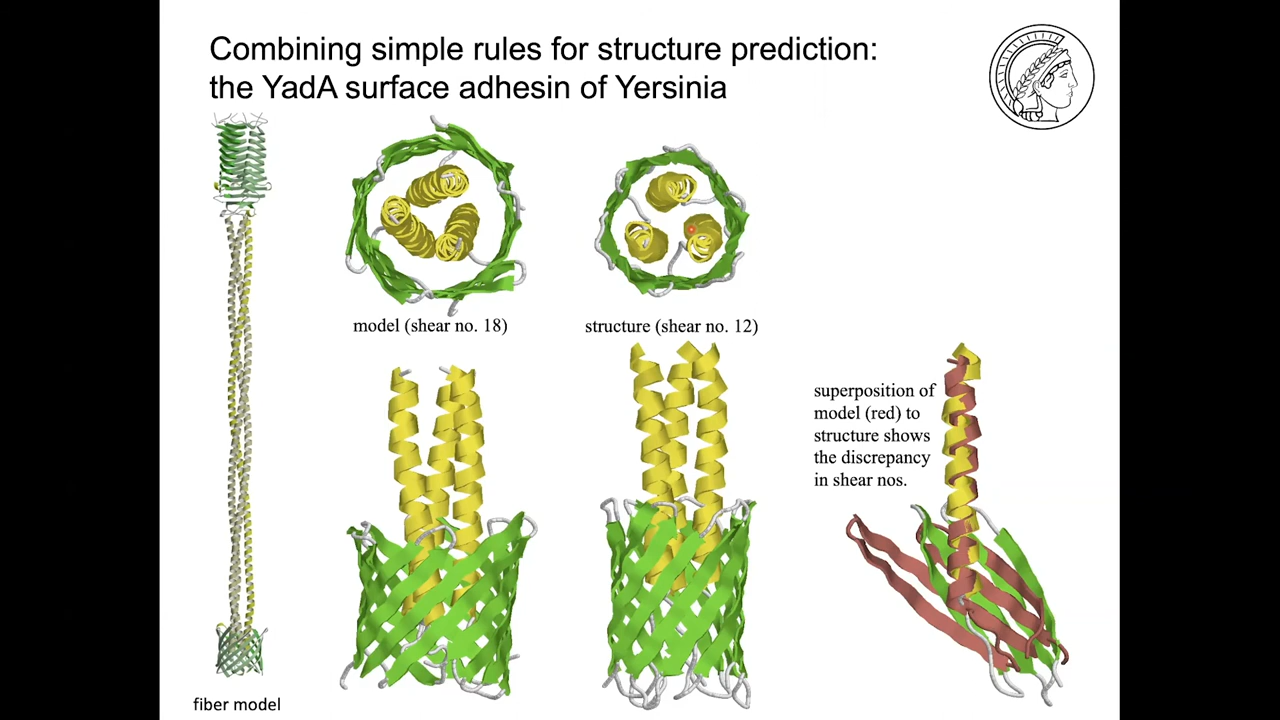 Combining simple rules for structure prediction:
the YadA surface adhesin of Yersinia
model (shear no. 18)
structure (shear no. 12)
superposition of
model (red) to
structure shows
the discrepancy
in shear nos.
fiber model